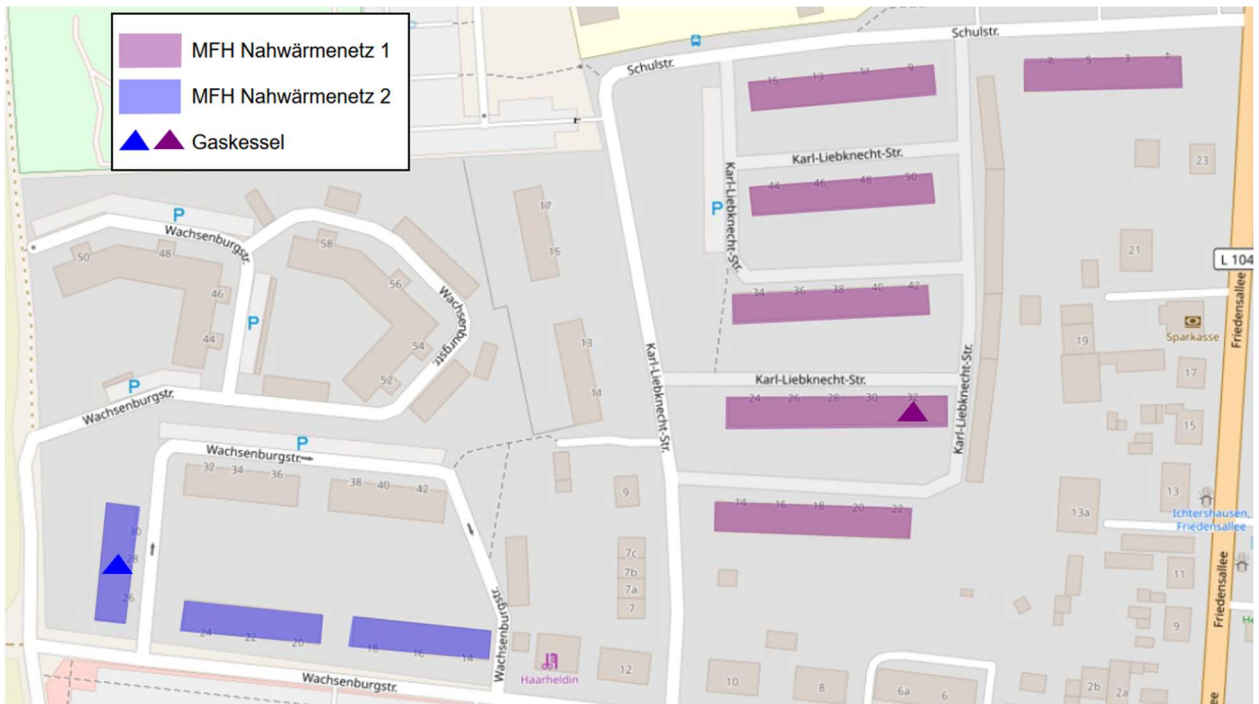 MFH Nahwärmenetz 1
MFH Nahwärmenetz 2
Gaskessel
Schulstr.
Schulstr.
15 13 11 9
5 3 1
Karl-Liebknecht-Str.
44 46 48 50
Karl-Liebknecht-Str.
P
23
21
L 104
17
15
P
Wachsenburgstr.
50
48
46
44
58
56
54
52
P
P
Wachsenburgstr.
Wachsenburgstr.
Wachsenburgstr.
34 36 38 40 42
13
11
Karl-Liebknecht-Str.
Karl-Liebknecht-Str.
24 26 28 30 32
Karl-Liebknecht-Str.
19
Sparkasse
Friedensallee
17
15
P
Wachsenburgstr.
32 34 36
38 40 42
14 16 18 20 22
9
13a
13
Ichtershausen,
Friedensallee
30
28
26
7c
7b
7a
7
11
9
Friedensallee
24 22 20
18 16 14
Wachsenburgstr.
Wachsenburgstr.
Haarheldin
12
10
8
6a 6
2b
2a
He
ee